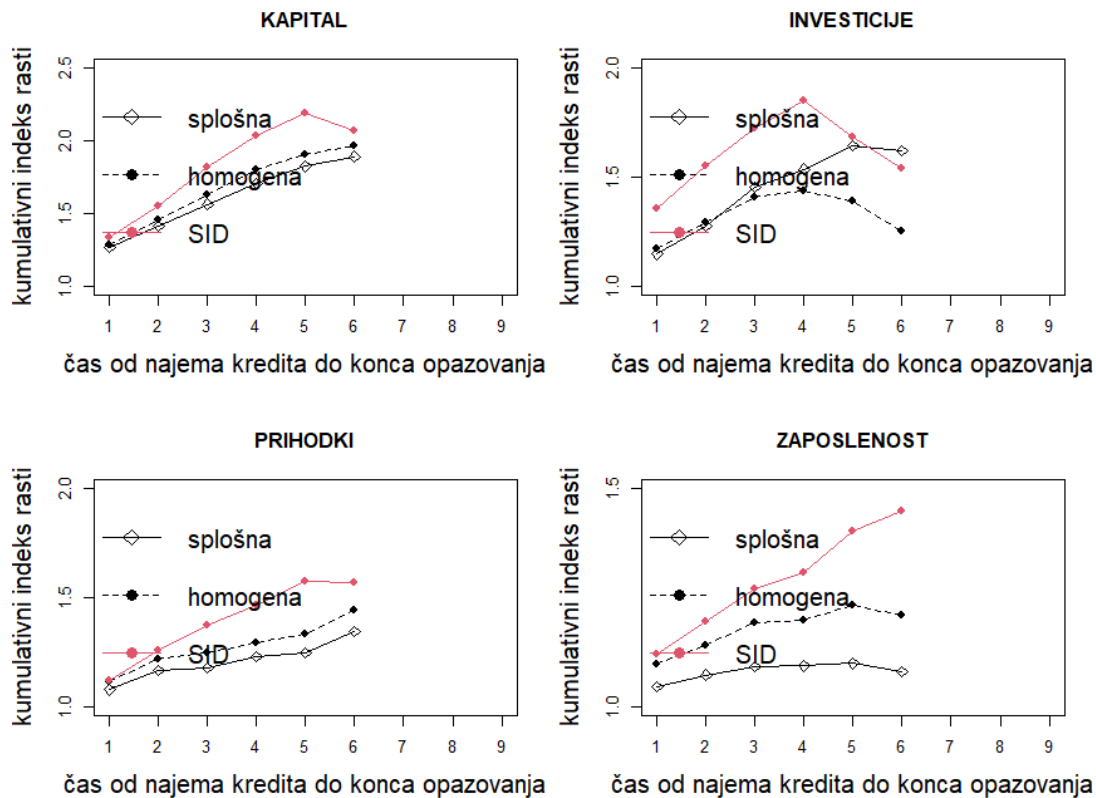 KAPITAL
kumulativni indeks rasti
2.5
2.0
1.5
1.0
splošna
homogena
SID
1 2 3 4 5 6 7 8 9
čas od najema kredita do konca opazovanja
INVESTICIJE
kumulativni indeks rasti
2.0
1.5
1.0
splošna
homogena
SID
1 2 3 4 5 6 7 8 9
čas od najema kredita do konca opazovanja
PRIHODKI
kumulativni indeks rasti
2.0
1.5
1.0
splošna
homogena
SID
1 2 3 4 5 6 7 8 9
čas od najema kredita do konca opazovanja
ZAPOSLENOST
kumulativni indeks rasti
1.5
1.0
splošna
homogena
SID
1 2 3 4 5 6 7 8 9
čas od najema kredita do konca opazovanja